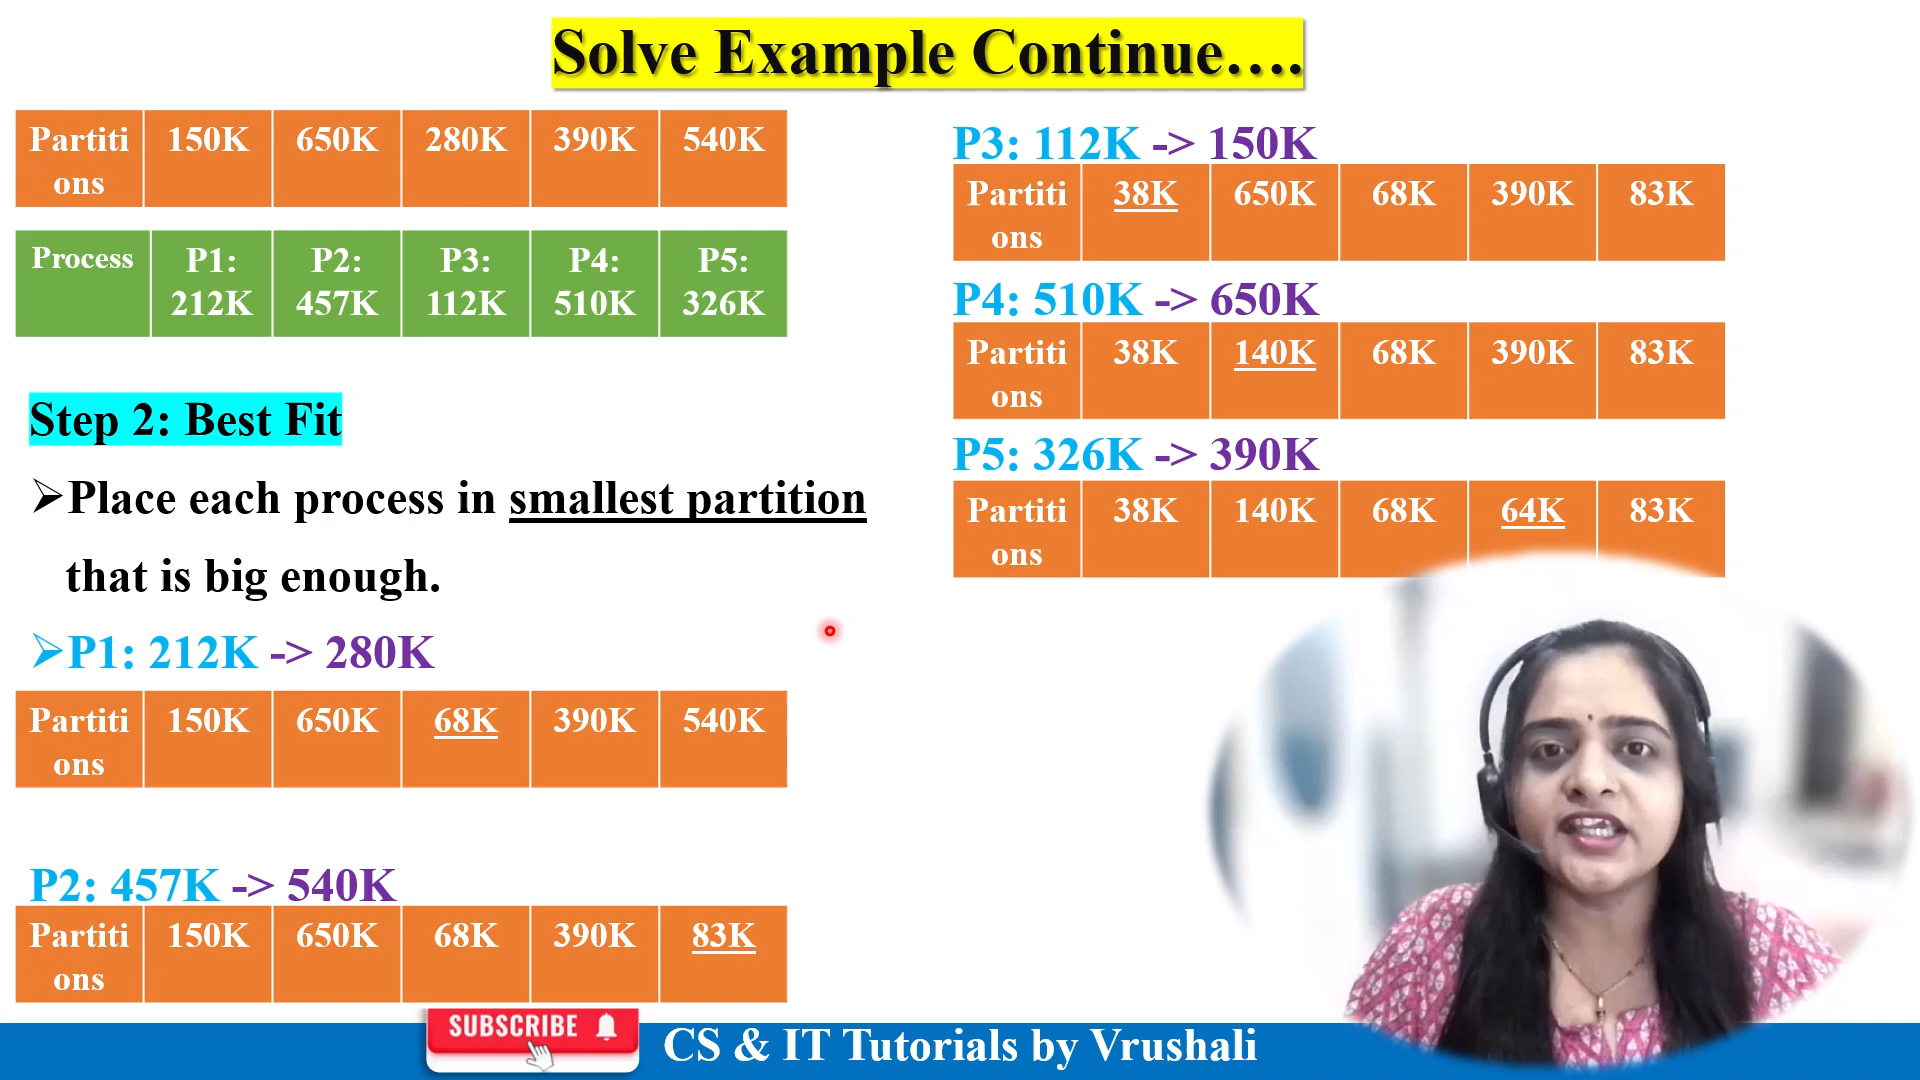 Solve Example Continue….
Partiti 150K 650K 280K 390K 540K
ons
Process P1: P2: P3: P4: P5:
212K 457K 112K 510K 326K
Step 2: Best Fit
➢Place each process in smallest partition
that is big enough.
➢P1: 212K -> 280K
Partiti 150K 650K 68K 390K 540K
ons
P2: 457K -> 540K
Partiti 150K 650K 68K 390K 83K
ons
P3: 112K -> 150K
Partiti 38K 650K 68K 390K 83K
ons
P4: 510K -> 650K
Partiti 38K 140K 68K 390K 83K
ons
P5: 326K -> 390K
Partiti 38K 140K 68K 64K 83K
ons
SUBSCRIBE
CS & IT Tutorials by Vrushali